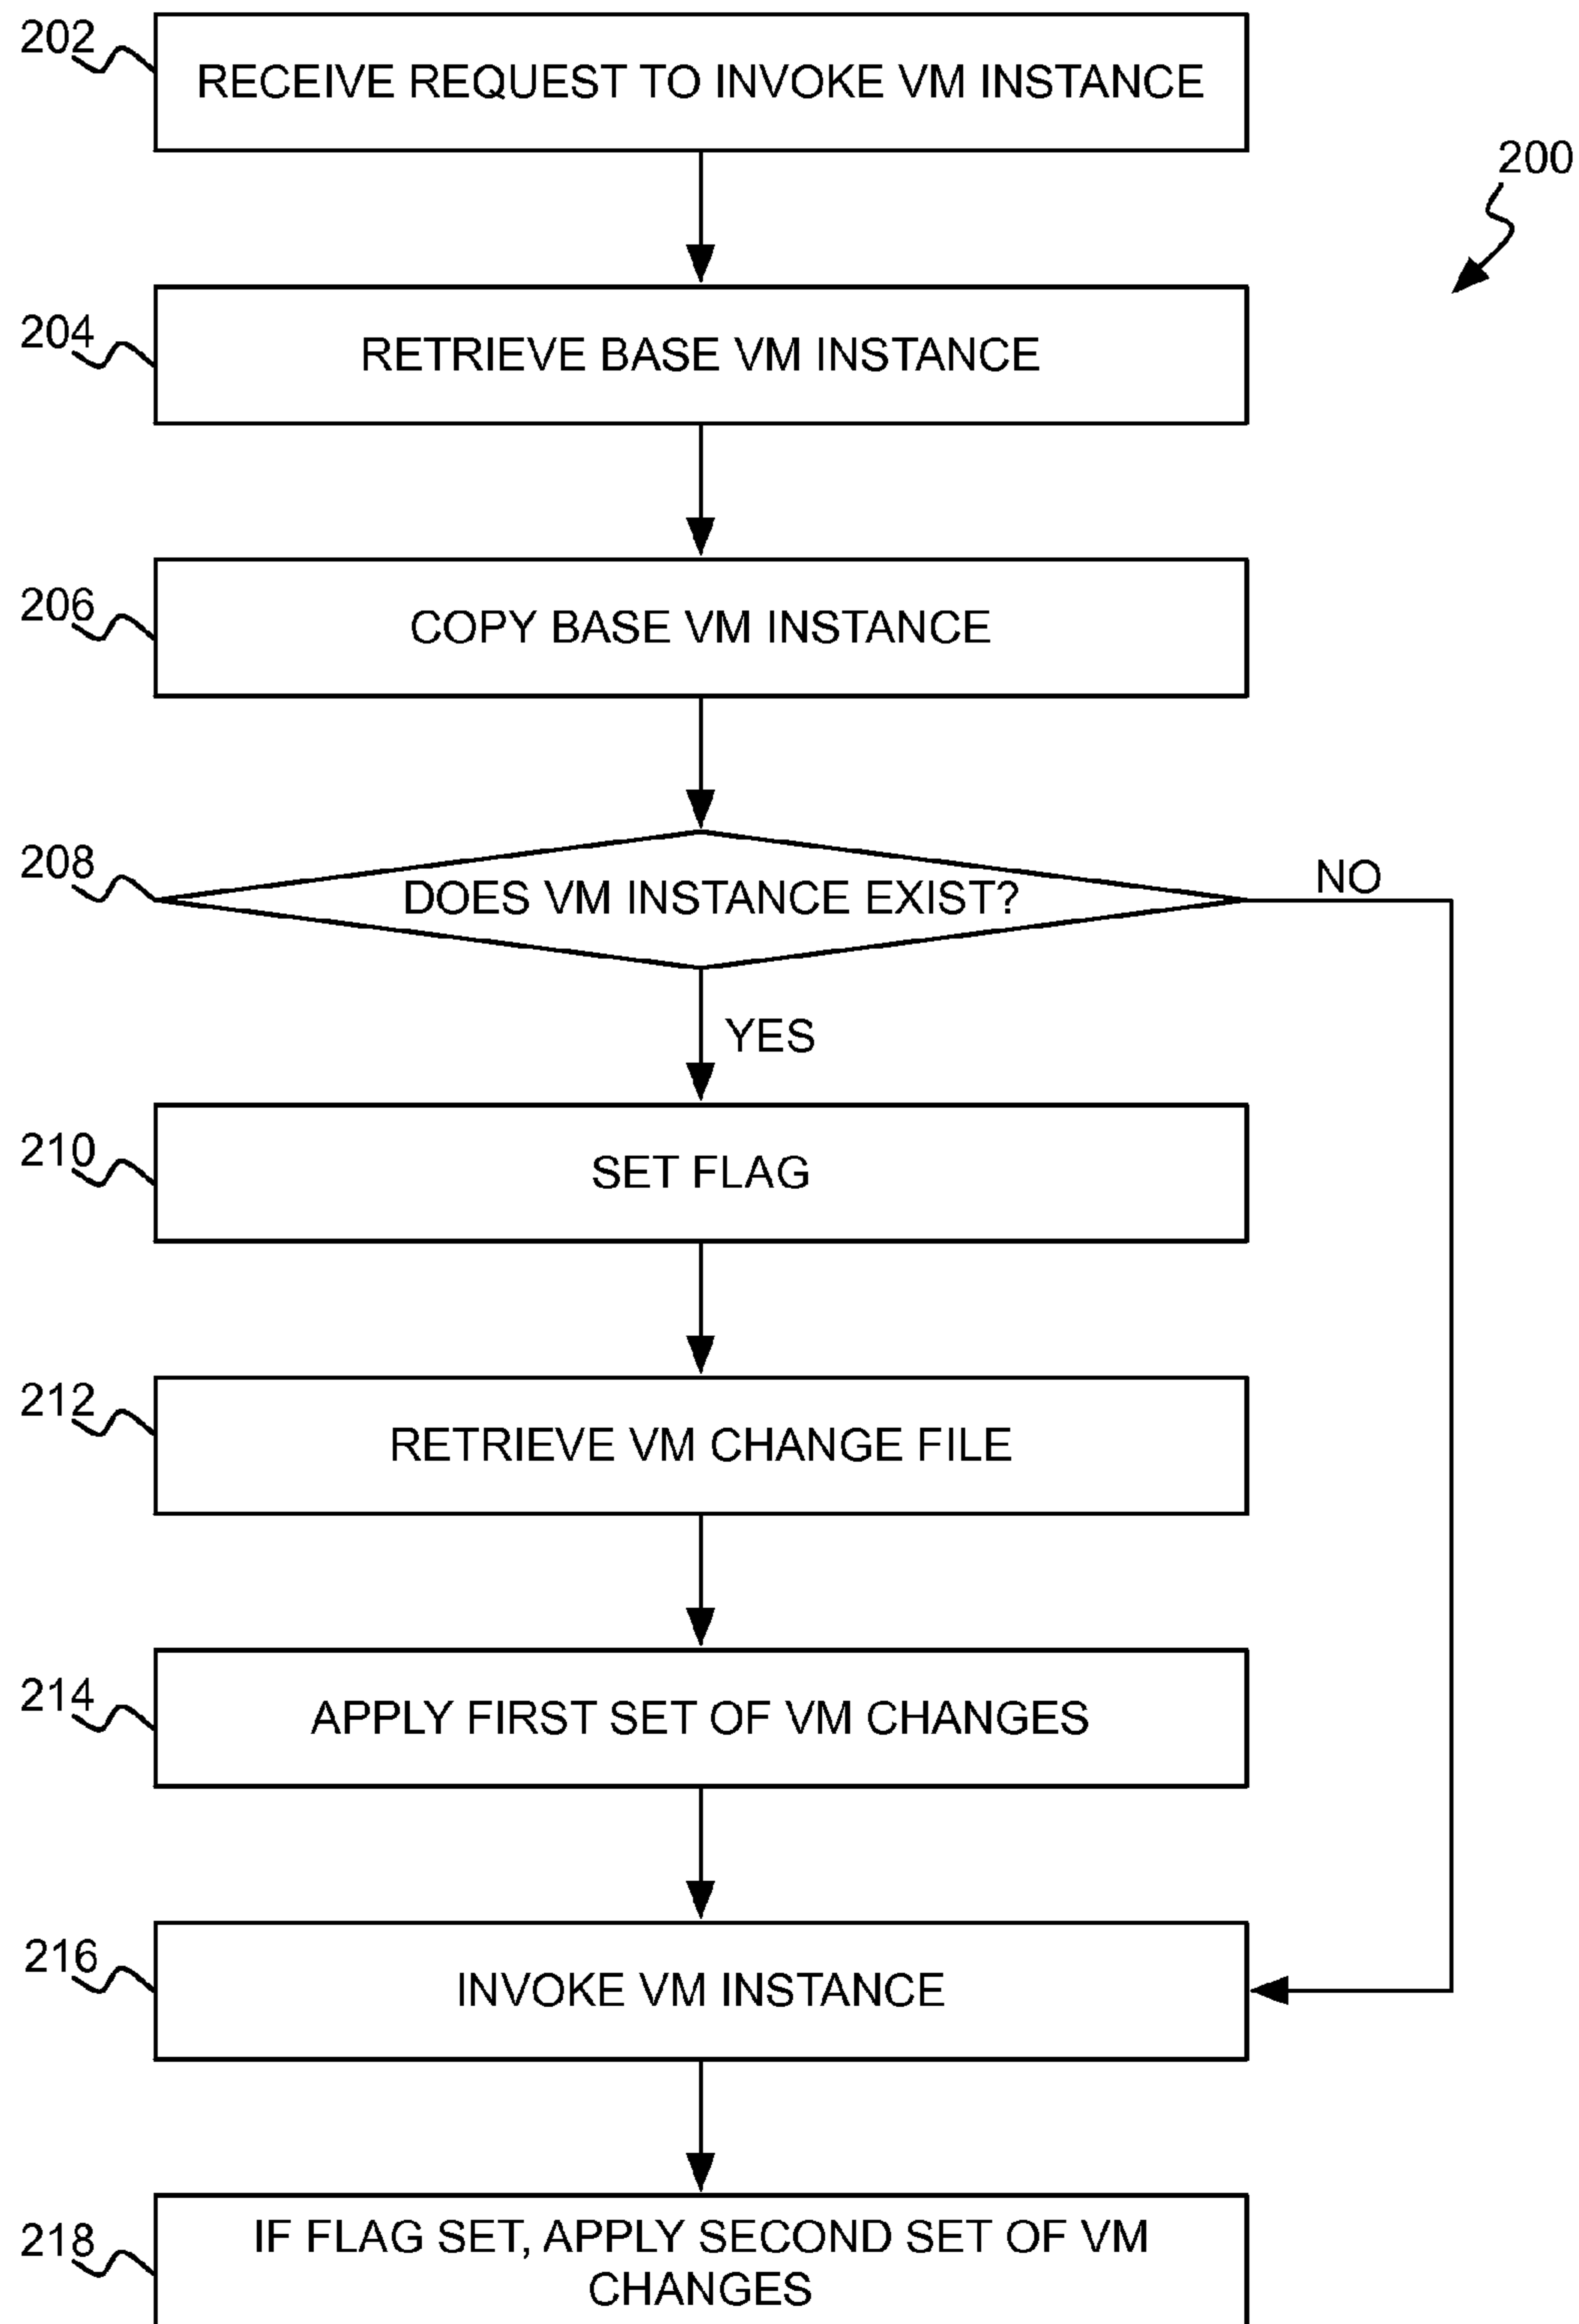 202
RECEIVE REQUEST TO INVOKE VM INSTANCE
200
204
RETRIEVE BASE VM INSTANCE
206
COPY BASE VM INSTANCE
208
DOES VM INSTANCE EXIST?
NO
YES
210
SET FLAG
212
RETRIEVE VM CHANGE FILE
214
APPLY FIRST SET OF VM CHANGES
216
INVOKE VM INSTANCE
218
IF FLAG SET, APPLY SECOND SET OF VM
CHANGES